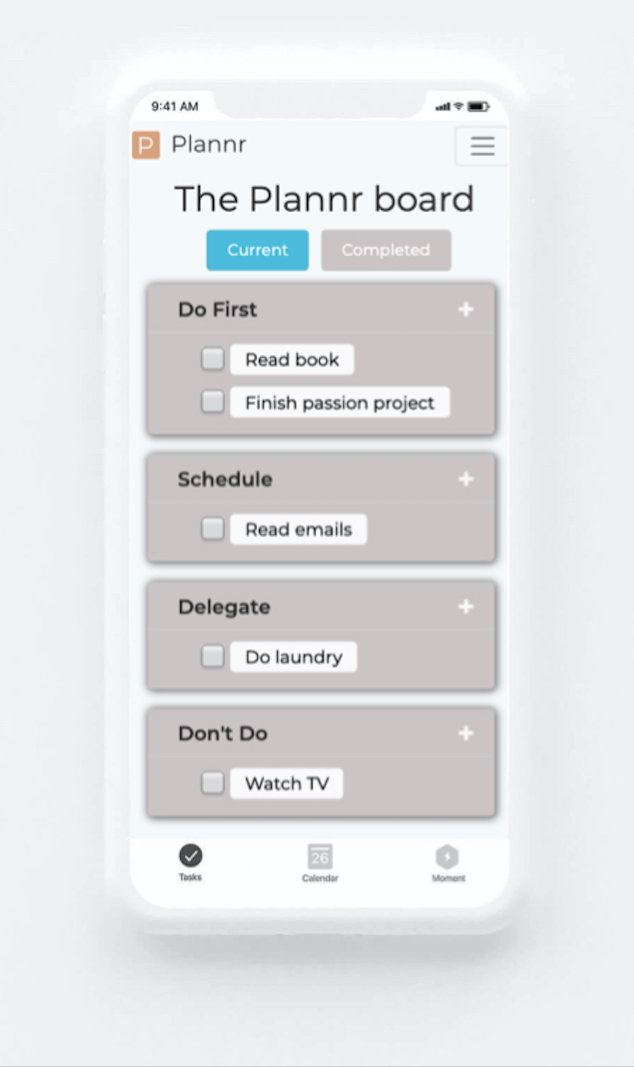 9:41 AM
P Plannr
The Plannr board
Current Completed
Do First +
Read book
Finish passion project
Schedule +
Read emails
Delegate +
Do laundry
Don't Do +
Watch TV
26
Tasks Calendar Moment